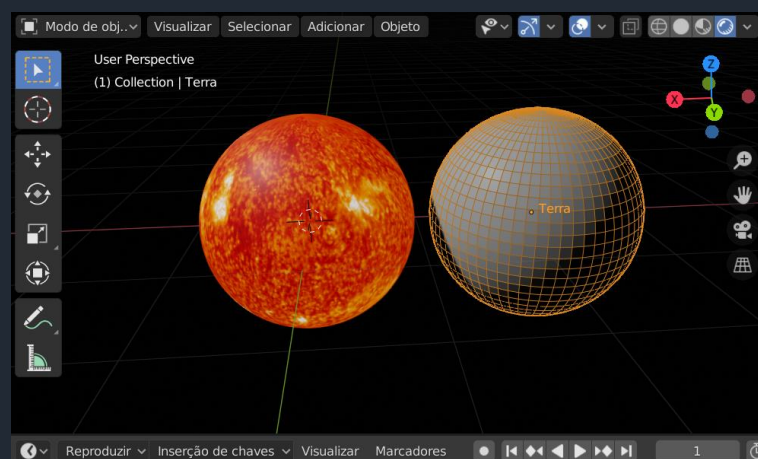 Modo de obj.. Visualizar Selecionar Adicionar Objeto
User Perspective
(1) Collection | Terra
Z
X
Y
Terra
Reproduzir Inserção de chaves Visualizar Marcadores 1